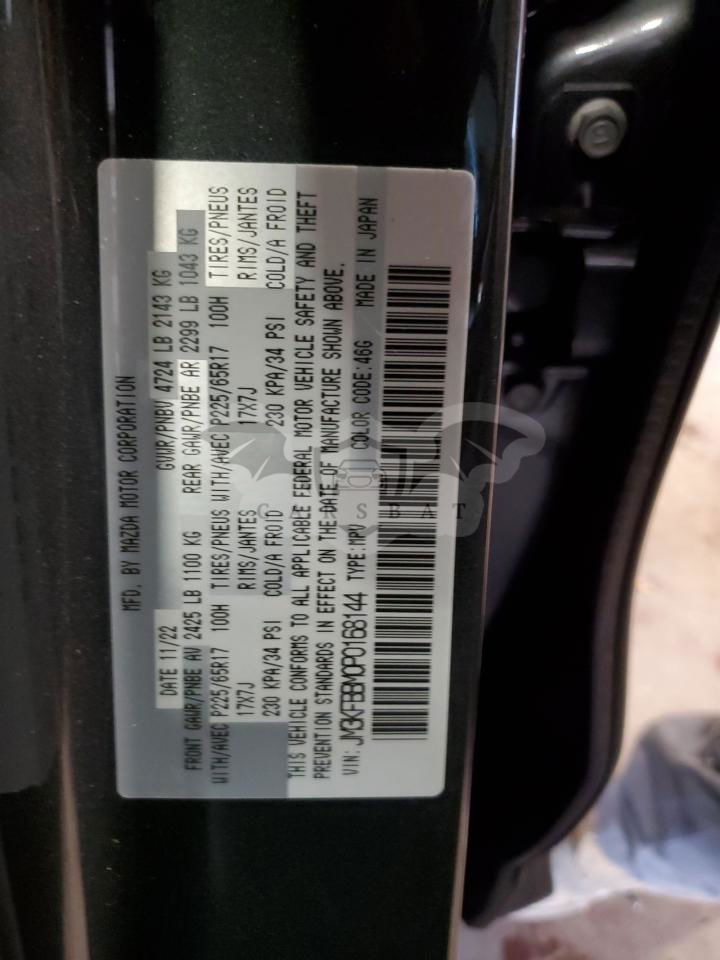 MFD. BY MAZDA MOTOR CORPORATION
DATE 11/22 GVWR/PNBV 4724 LB 2143 KG
FRONT GAWR/PNBE AV 2425 LB 1100 KG REAR GAWR/PNBE AR 2299 LB 1043 KG
WITH/AVEC P225/65R17 100H TIRES/PNEUS WITH/AVEC P225/65R17 100H TIRES/PNEUS
17X7J RIMS/JANTES 17X7J RIMS/JANTES
230 KPA/34 PSI COLD/A FROID 230 KPA/34 PSI COLD/A FROID
THIS VEHICLE CONFORMS TO ALL APPLICABLE FEDERAL MOTOR VEHICLE SAFETY AND THEFT
PREVENTION STANDARDS IN EFFECT ON THE DATE OF MANUFACTURE SHOWN ABOVE.
VIN: JM3KFBBM0P0168144 TYPE: MPV COLOR CODE: 46G MADE IN JAPAN
CARSBAT